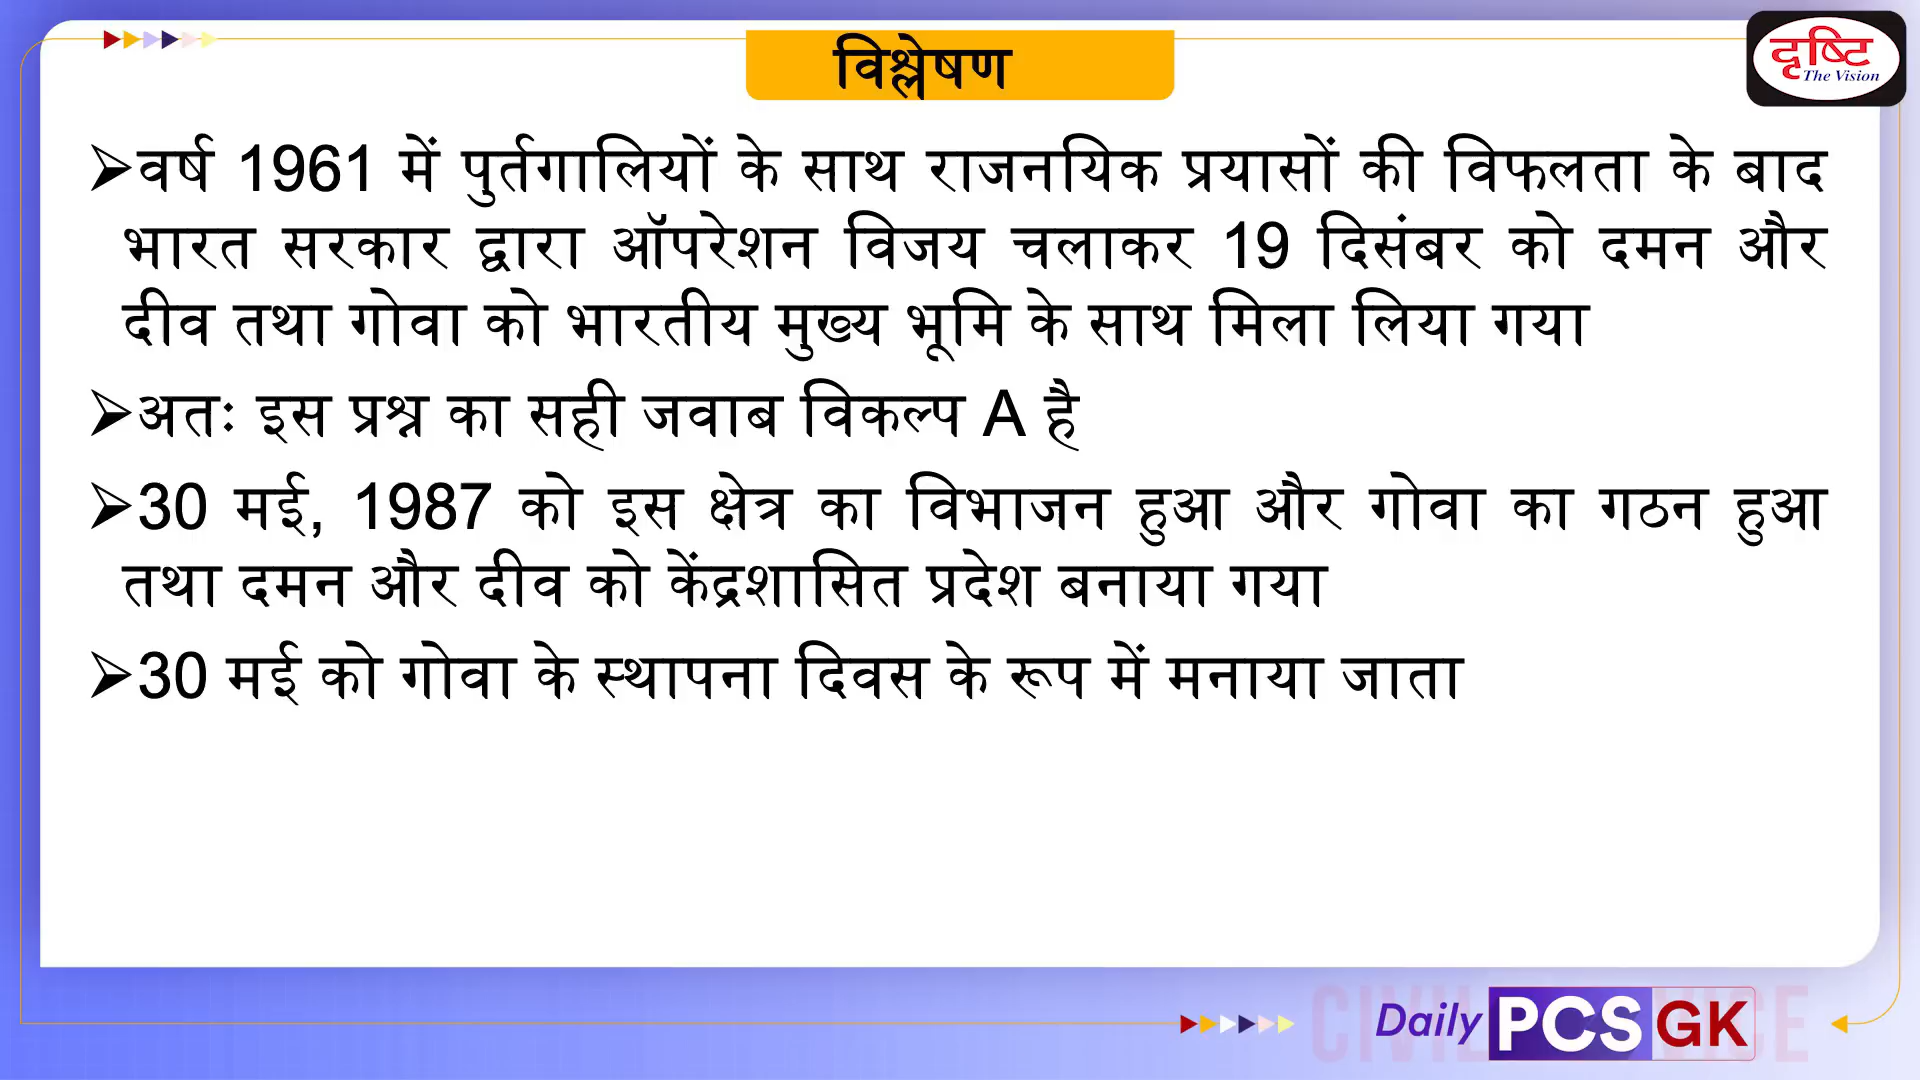 विश्लेषण
दृष्टि
The Vision
➢वर्ष 1961 में पुर्तगालियों के साथ राजनयिक प्रयासों की विफलता के बाद
भारत सरकार द्वारा ऑपरेशन विजय चलाकर 19 दिसंबर को दमन और
दीव तथा गोवा को भारतीय मुख्य भूमि के साथ मिला लिया गया
➢अतः इस प्रश्न का सही जवाब विकल्प A है
➢30 मई, 1987 को इस क्षेत्र का विभाजन हुआ और गोवा का गठन हुआ
तथा दमन और दीव को केंद्रशासित प्रदेश बनाया गया
➢30 मई को गोवा के स्थापना दिवस के रूप में मनाया जाता
Daily PCS GK